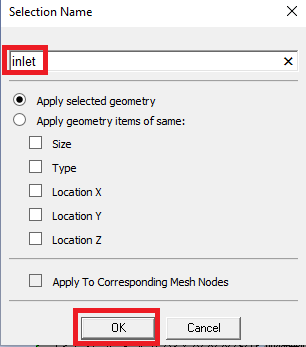 Selection Name
inlet
Apply selected geometry
Apply geometry items of same:
Size
Type
Location X
Location Y
Location Z
Apply To Corresponding Mesh Nodes
OK Cancel